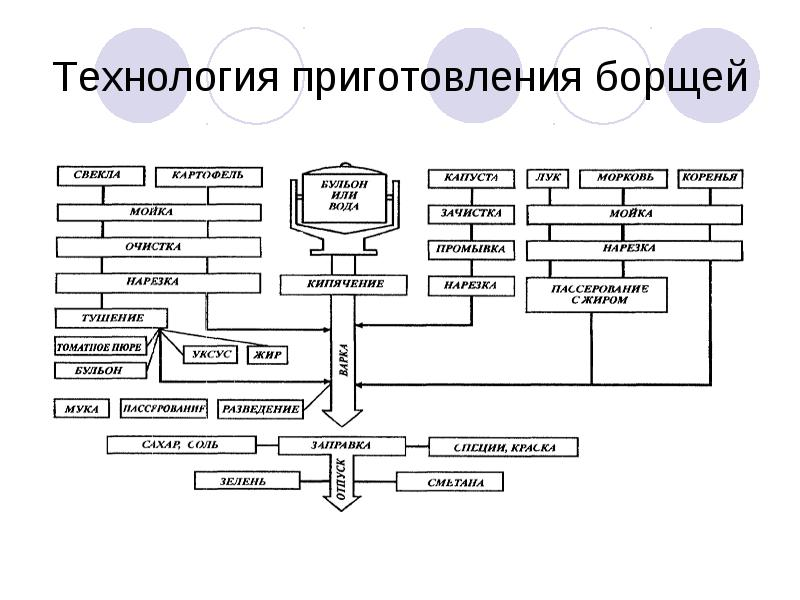 Технология приготовления борщей
СВЕКЛА
КАРТОФЕЛЬ
МОЙКА
ОЧИСТКА
НАРЕЗКА
ТУШЕНИЕ
ТОМАТНОЕ ПЮРЕ
БУЛЬОН
УКСУС
ЖИР
МУКА
ПАССЕРОВАНИЕ
РАЗВЕДЕНИЕ
БУЛЬОН
ИЛИ
ВОДА
КИПЯЧЕНИЕ
ВАРКА
КАПУСТА
ЗАЧИСТКА
ПРОМЫВКА
НАРЕЗКА
ЛУК
МОРКОВЬ
КОРЕНЬЯ
МОЙКА
НАРЕЗКА
ПАССЕРОВАНИЕ
С ЖИРОМ
САХАР, СОЛЬ
ЗАПРАВКА
СПЕЦИИ, КРАСКА
ЗЕЛЕНЬ
ОТПУСК
СМЕТАНА